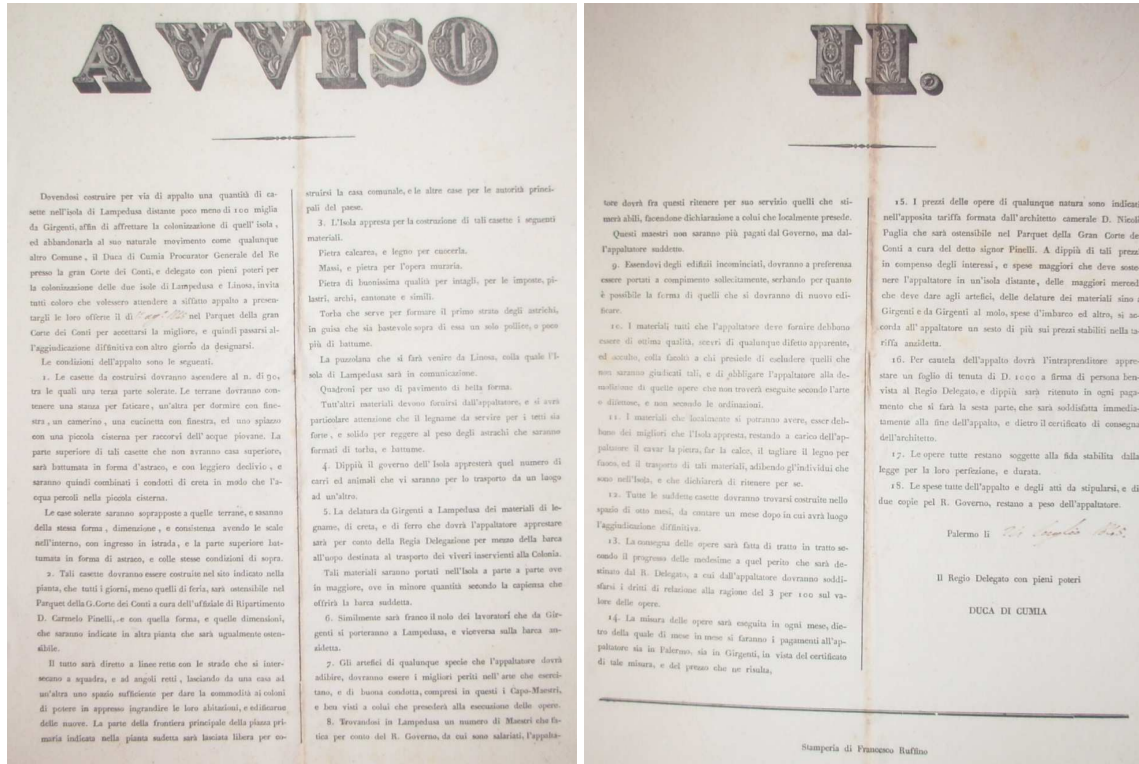 AVVISO
Dovendosi costruire per via di appalto una quantità di ca-
sette nell'isola di Lampedusa distante poco meno di 100 miglia
da Girgenti, affin di affrettare la colonizzazione di quell'isola,
ed abbandonarla al suo naturale movimento come qualunque
altro Comune, il Duca di Cumia Procurator Generale del Re
presso la gran Corte dei Conti, e delegato con pieni poteri per
la colonizzazione delle due isole di Lampedusa e Linosa, invita
tutti coloro che volessero attendere a siffatto appalto a presen-
targli le loro offerte il dì nel Parquet della gran
Corte dei Conti per accettarsi la migliore, e quindi passarsi al-
l'aggiudicazione diffinitiva con altro giorno da designarsi.
Le condizioni dell'appalto sono le seguenti.
1. Le casette da costruirsi dovranno ascendere al n. di 90,
tra le quali una terza parte solerate. Le terrane dovranno con-
tenere una stanza per faticare, un'altra per dormire con fine-
stra, un camerino, una cucinetta con finestra, ed uno spiazzo
con una piccola cisterna per raccorvi dell'acque piovane. La
parte superiore di tali casette che non avranno casa superiore,
sarà battumata in forma d'astraco, e con leggiero declivio, e
saranno quindi combinati i condotti di creta in modo che l'a-
cqua percoli nella piccola cisterna.
Le case solerate saranno soprapposte a quelle terrane, e saranno
della stessa forma, dimensione, e consistenza avendo le scale
nell'interno, con ingresso in istrada, e la parte superiore bat-
tumata in forma di astraco, e colle stesse condizioni di sopra.
2. Tali casette dovranno essere costruite nel sito indicato nella
pianta, che tutti i giorni, meno quelli di feria, sarà ostensibile nel
Parquet della G. Corte dei Conti a cura dell'uffiziale di Ripartimento
D. Carmelo Pinelli, e con quella forma, e quelle dimensioni,
che saranno indicate in altra pianta che sarà ugualmente osten-
sibile.
Il tutto sarà diretto a linee rette con le strade che si inter-
secano a squadra, e ad angoli retti, lasciando da una casa ad
un'altra uno spazio sufficiente per dare la commodità ai coloni
di potere in appresso ingrandire le loro abitazioni, e edificarne
delle nuove. La parte della frontiera principale della piazza pri-
maria indicata nella pianta sudetta sarà lasciata libera per co-
struirsi la casa comunale, e le altre case per le autorità princi-
pali del paese.
3. L'Isola appresta per la costruzione di tali casette i seguenti
materiali.
Pietra calcarea, e legno per cuocerla.
Massi, e pietra per l'opera muraria.
Pietra di buonissima qualità per intagli, per le imposte, pi-
lastri, archi, cantonate e simili.
Torba che serve per formare il primo strato degli astrichi,
in guisa che sia bastevole sopra di essa un solo pollice, o poco
più di battume.
La puzzolana che si farà venire da Linosa, colla quale l'I-
sola di Lampedusa sarà in comunicazione.
Quadroni per uso di pavimento di bella forma.
Tutt'altri materiali devono fornirsi dall'appaltatore, e si avrà
particolare attenzione che il legname da servire per i tetti sia
forte, e solido per reggere al peso degli astrachi che saranno
formati di torba, e battume.
4. Dippiù il governo dell'Isola appresterà quel numero di
carri ed animali che vi saranno per lo trasporto da un luogo
ad un'altro.
5. La delatura da Girgenti a Lampedusa dei materiali di le-
gname, di creta, e di ferro che dovrà l'appaltatore apprestare
sarà per conto della Regia Delegazione per mezzo della barca
all'uopo destinata al trasporto dei viveri inservienti alla Colonia.
Tali materiali saranno portati nell'Isola a parte a parte ove
in maggiore, ove in minore quantità secondo la capienza che
offrirà la barca suddetta.
6. Similmente sarà franco il nolo dei lavoratori che da Gir-
genti si porteranno a Lampedusa, e viceversa sulla barca an-
zidetta.
7. Gli artefici di qualunque specie che l'appaltatore dovrà
adibire, dovranno essere i migliori periti nell'arte che eserci-
tano, e di buona condotta, compresi in questi i Capo-Maestri,
e ben visti a colui che presederà alla esecuzione delle opere.
8. Trovandosi in Lampedusa un numero di Maestri che fa-
tica per conto del R. Governo, da cui sono salariati, l'appalta-
II.
tore dovrà fra questi ritenere per suo servizio quelli che sti-
merà abili, facendone dichiarazione a colui che localmente presede.
Questi maestri non saranno più pagati dal Governo, ma dal-
l'appaltatore suddetto.
9. Essendovi degli edifizii incominciati, dovranno a preferenza
essere portati a compimento sollecitamente, serbando per quanto
è possibile la forma di quelli che si dovranno di nuovo edi-
ficare.
10. I materiali tutti che l'appaltatore deve fornire debbono
essere di ottima qualità, scevri di qualunque difetto apparente,
ed occulto, colla facoltà a chi presiede di escludere quelli che
non saranno giudicati tali, e di obbligare l'appaltatore alla de-
molizione di quelle opere che non troverà eseguite secondo l'arte
e difettose, e non secondo le ordinazioni.
11. I materiali che localmente si potranno avere, esser deb-
bono dei migliori che l'Isola appresta, restando a carico dell'ap-
paltatore il cavar la pietra, far la calce, il tagliare il legno per
fuoco, ed il trasporto di tali materiali, adibendo gl'individui che
sono nell'Isola, e che dichiarerà di ritenere per se.
12. Tutte le suddette casette dovranno trovarsi costruite nello
spazio di otto mesi, da contare un mese dopo in cui avrà luogo
l'aggiudicazione diffinitiva.
13. La consegna delle opere sarà fatta di tratto in tratto se-
condo il progresso delle medesime a quel perito che sarà de-
stinato dal R. Delegato, a cui dall'appaltatore dovranno soddi-
sfarsi i dritti di relazione alla ragione del 3 per 100 sul va-
lore delle opere.
14. La misura delle opere sarà eseguita in ogni mese, die-
tro della quale di mese in mese si faranno i pagamenti all'ap-
paltatore sia in Palermo, sia in Girgenti, in vista del certificato
di tale misura, e del prezzo che ne risulta.
15. I prezzi delle opere di qualunque natura sono indicati
nell'apposita tariffa formata dall'architetto camerale D. Nicolò
Puglia che sarà ostensibile nel Parquet della Gran Corte de'
Conti a cura del detto signor Pinelli. A dippiù di tali prezzi
in compenso degli interessi, e spese maggiori che deve soste-
nere l'appaltatore in un'isola distante, delle maggiori mercedi
che deve dare agli artefici, delle delature dei materiali sino a
Girgenti e da Girgenti al molo, spese d'imbarco ed altro, si ac-
corda all'appaltatore un sesto di più sui prezzi stabiliti nella ta-
riffa anzidetta.
16. Per cautela dell'appalto dovrà l'intraprenditore appre-
stare un foglio di tenuta di D. 1000 a firma di persona ben-
vista al Regio Delegato, e dippiù sarà ritenuto in ogni paga-
mento che si farà la sesta parte, che sarà soddisfatta immedia-
tamente alla fine dell'appalto, e dietro il certificato di consegna
dell'architetto.
17. Le opere tutte restano soggette alla fida stabilita dalla
legge per la loro perfezione, e durata.
18. Le spese tutte dell'appalto e degli atti da stipularsi, e di
due copie pel R. Governo, restano a peso dell'appaltatore.
Palermo li
Il Regio Delegato con pieni poteri
DUCA DI CUMIA
Stamperia di Francesco Ruffino